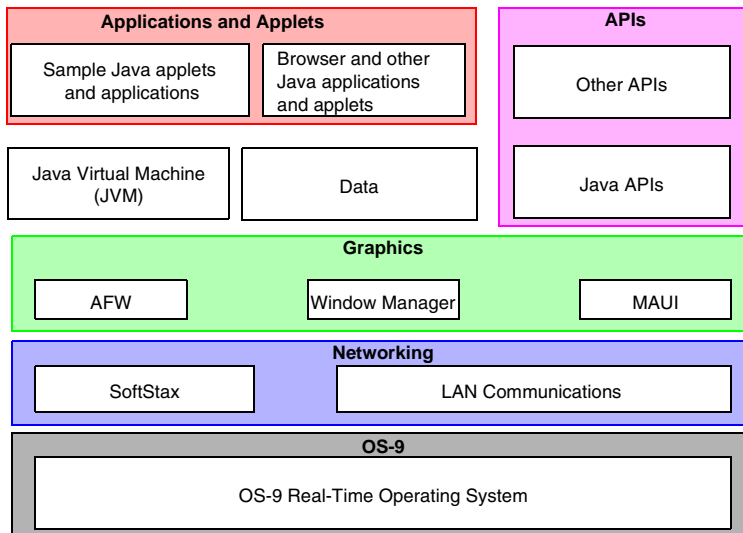 Applications and Applets
Sample Java applets
and applications
Browser and other
Java applications
and applets
APIs
Other APIs
Java APIs
Java Virtual Machine
(JVM)
Data
Graphics
AFW
Window Manager
MAUI
Networking
SoftStax
LAN Communications
OS-9
OS-9 Real-Time Operating System